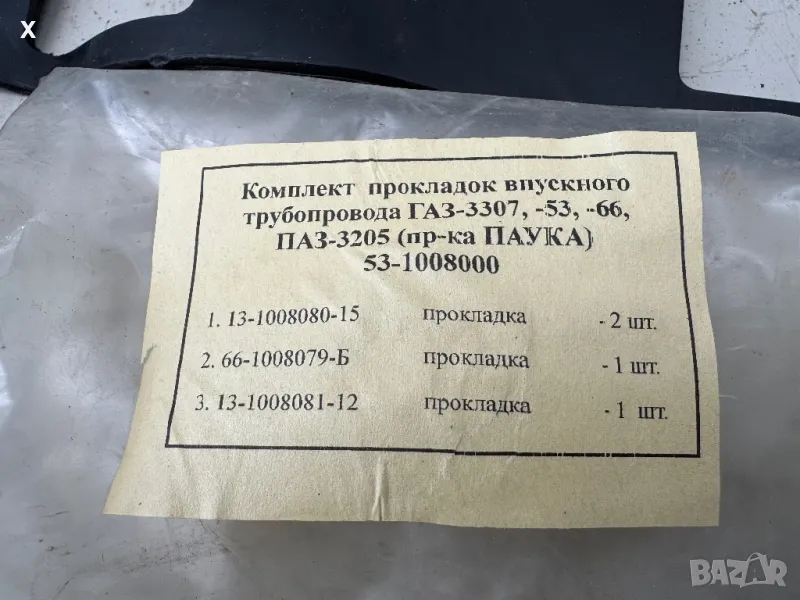 X
Комплект прокладок впускного
трубопровода ГАЗ-3307, -53, -66,
ПАЗ-3205 (пр-ка ПАУКА)
53-1008000
1. 13-1008080-15 прокладка - 2 шт.
2. 66-1008079-Б прокладка - 1 шт.
3. 13-1008081-12 прокладка - 1 шт.
BAZAR